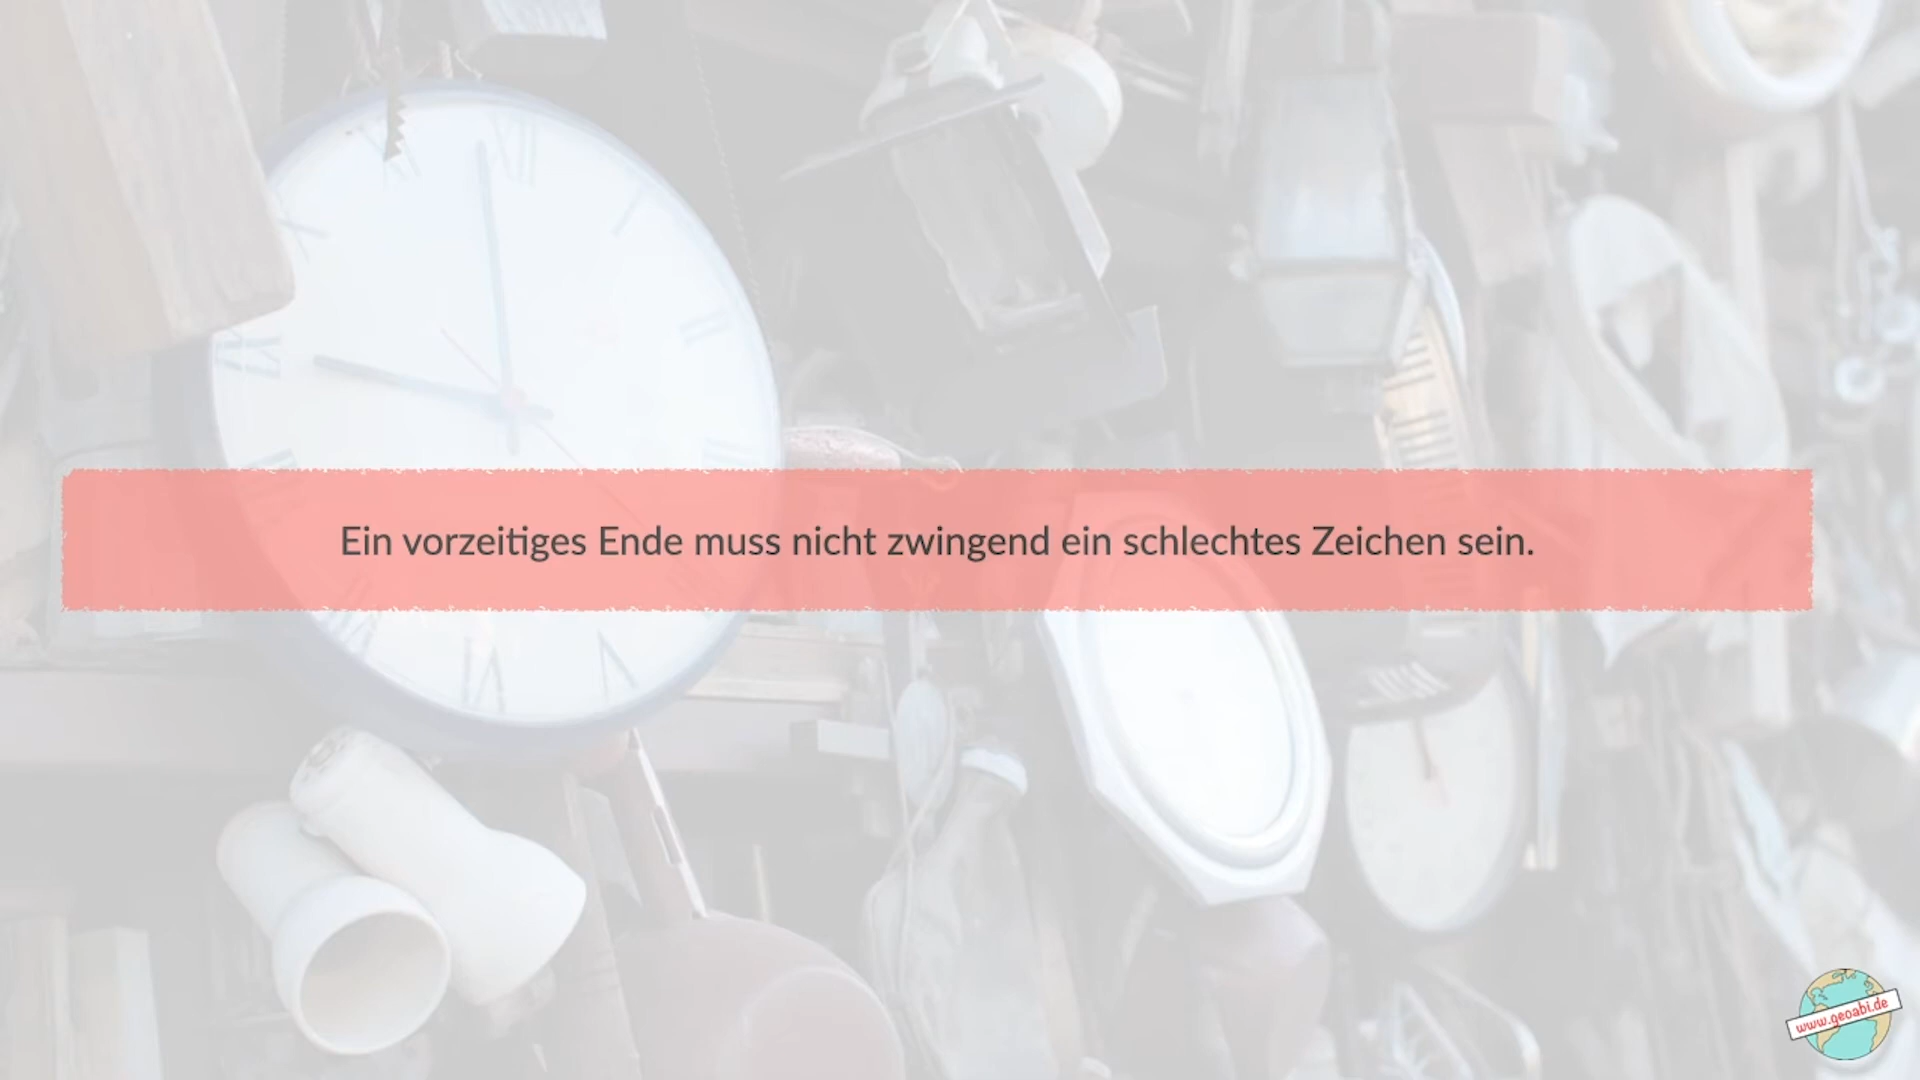 Ein vorzeitiges Ende muss nicht zwingend ein schlechtes Zeichen sein.
www.geoabi.de